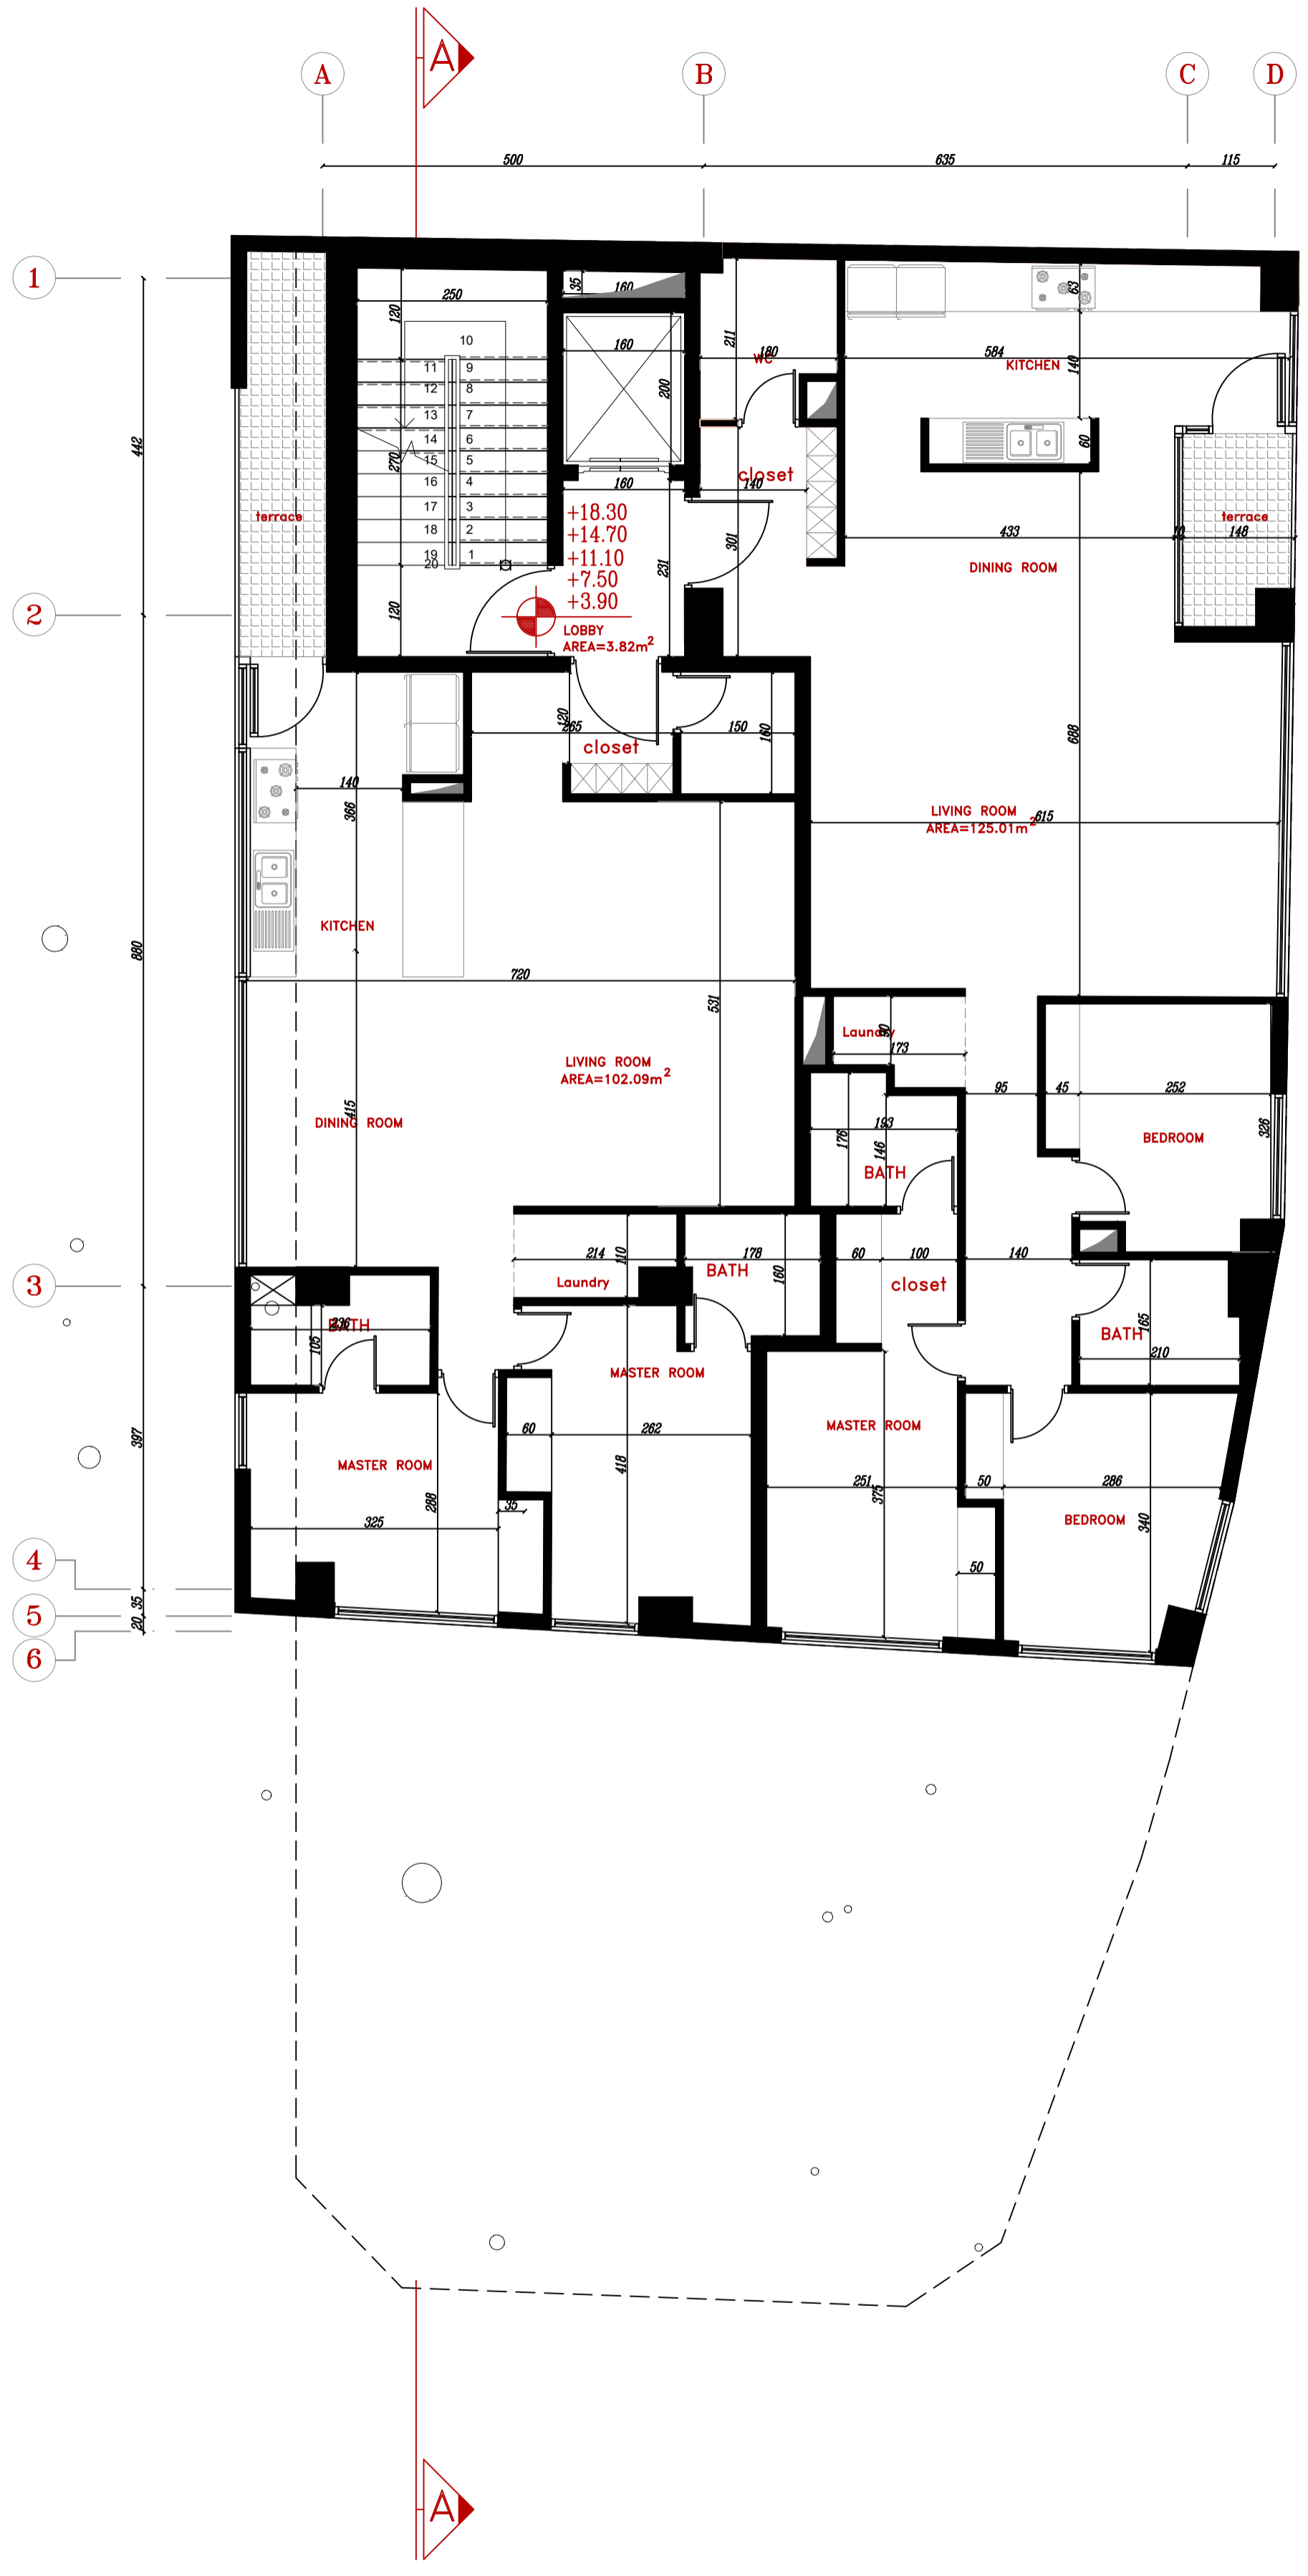 A
A B C D
500 635 115
1
250 35 160
120 211 63
10
160 180 584
WC KITCHEN
140
11 9
12 8
13 7
14 6
15 5
16 4
17 3
18 2
19 1
20
200
442
270
60
closet
160 140
terrace terrace
+18.30
+14.70
+11.10
+7.50
+3.90
301
433 10 148
DINING ROOM
231
120
2
LOBBY
AREA=3.82m²
120
265 150 160
closet
688
140
366
LIVING ROOM
AREA=125.01m²
615
KITCHEN
880
720
531
Laundry
90
173
LIVING ROOM
AREA=102.09m²
95 45 252
415
DINING ROOM
193
176 146
326
BEDROOM
BATH
214 110 178 60 100 140
BATH
160
Laundry closet
3
236
BATH
105
165
BATH
210
MASTER ROOM
MASTER ROOM
397
60 262
418
MASTER ROOM
251
375
50 286
288
35
325
BEDROOM
340
4
50
35
5
20
6
A